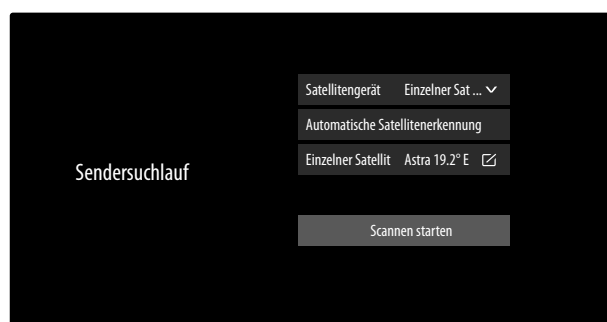 Satellitengerät Einzelner Sat ...
Automatische Satellitenerkennung
Einzelner Satellit Astra 19.2° E
Sendersuchlauf
Scannen starten